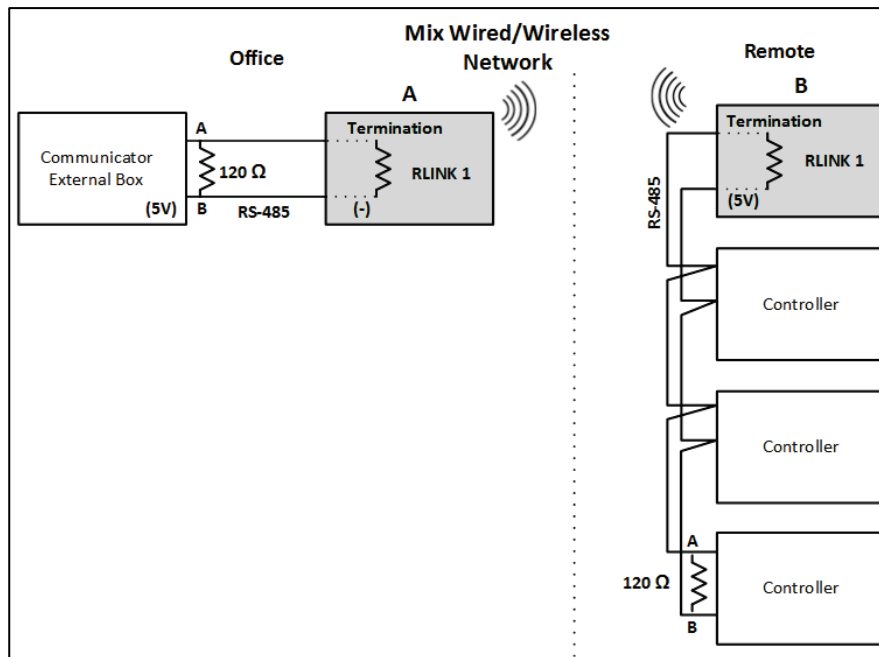 Mix Wired/Wireless
Network
Office
Remote
A
B
A
Termination
Communicator
External Box
120 Ω
RLINK 1
(5V)
B
RS-485
(-)
Termination
RLINK 1
(5V)
RS-485
Controller
Controller
A
120 Ω
Controller
B